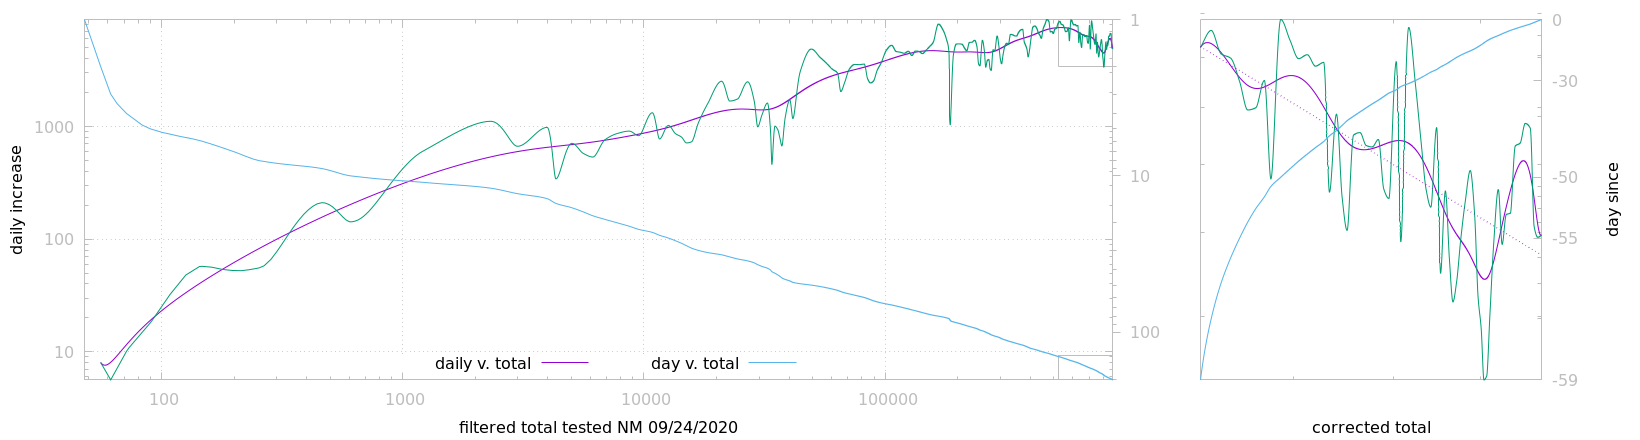 daily increase
1000
100
10
100
1000
10000
100000
1
10
100
daily v. total
day v. total
filtered total tested NM 09/24/2020
0
-30
-50
-55
-59
day since
corrected total